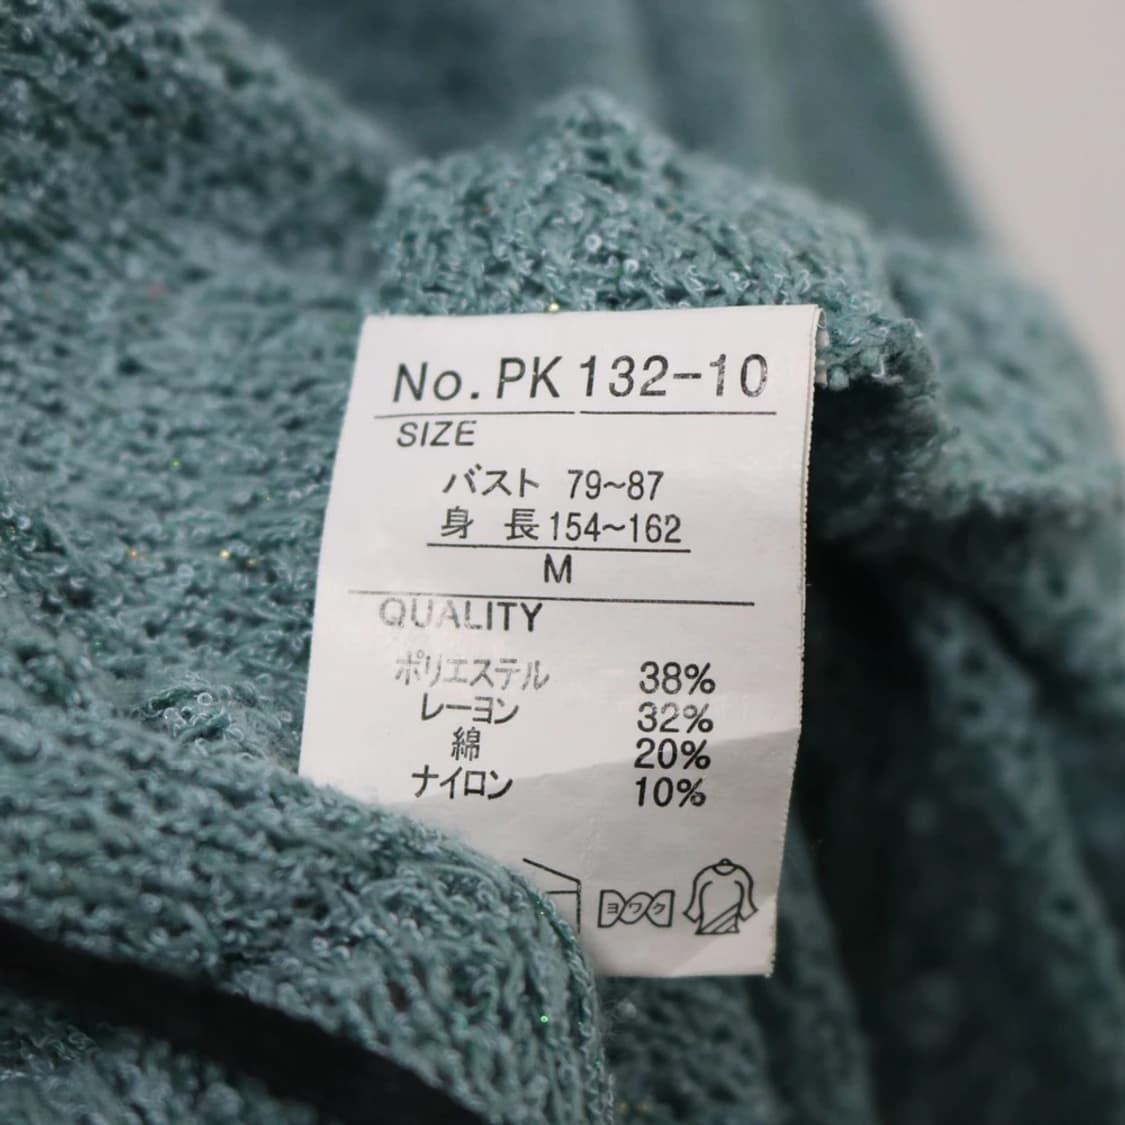 No. PK 132-10
SIZE
バスト 79~87
身 長 154~162
M
QUALITY
ポリエステル 38%
レーヨン 32%
綿 20%
ナイロン 10%
ヨワク